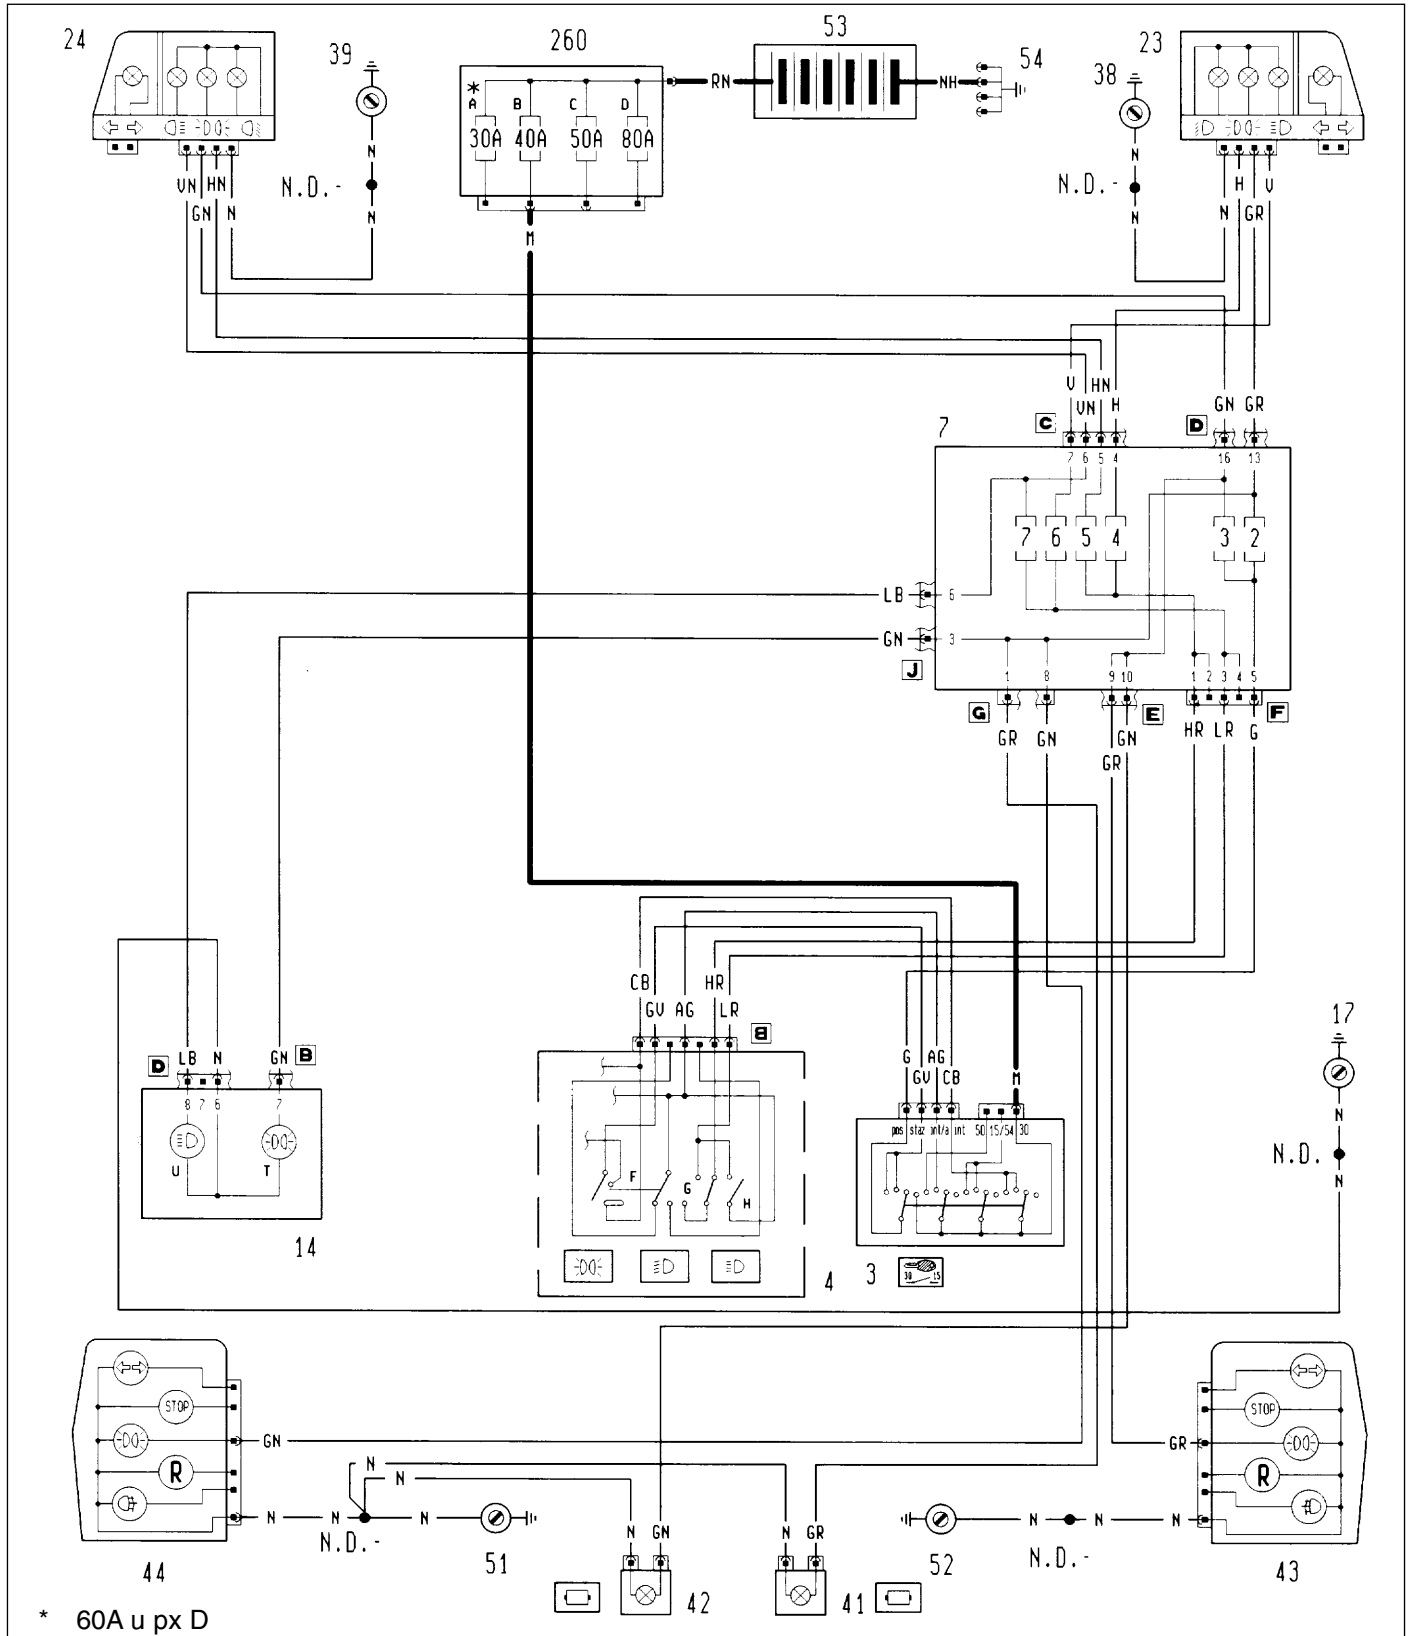 24
39
260
53
54
38
23
RN
NH
* A
B
C
D
30A
40A
50A
80A
N
N
VN
HN
N.D.-
N.D.-
H
V
GN
N
N
N
N
GR
M
V
HN
VN
H
GN
GR
C
D
7
7 6 5 4
16 13
7 6 5 4
3 2
LB
6
GN
3
J
1 8
9 10
1 2 3 4 5
G
E
F
GR
GN
GN
HR LR G
GR
CB
HR
GV AG
LR
B
17
G
AG
GV
CB
M
N
D
LB
N
GN
B
8 7 6
7
pos staz int/a int 50 15/54 30
N.D.
N
U
T
F
G
H
14
4
3
30 15
STOP
R
GN
STOP
R
GR
N
N
N
N
N
N.D.-
51
N
GN
N
GR
52
N
N
N
N.D.-
44
42
41
43
* 60A u px D